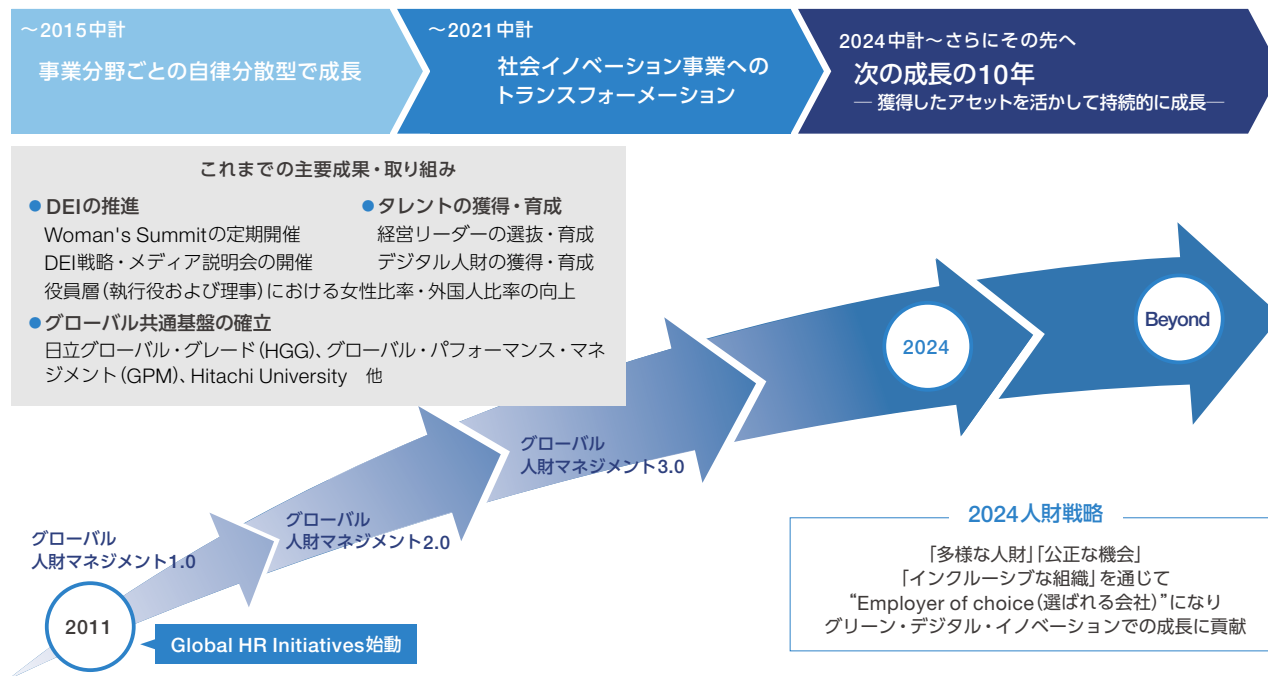 ～2015中計
事業分野ごとの自律分散型で成長
～2021中計
社会イノベーション事業への
トランスフォーメーション
2024中計～さらにその先へ
次の成長の10年
― 獲得したアセットを活かして持続的に成長―
これまでの主要成果・取り組み
●DEIの推進
Woman's Summitの定期開催
DEI戦略・メディア説明会の開催
役員層（執行役および理事）における女性比率・外国人比率の向上
●タレントの獲得・育成
経営リーダーの選抜・育成
デジタル人財の獲得・育成
●グローバル共通基盤の確立
日立グローバル・グレード（HGG）、グローバル・パフォーマンス・マネ
ジメント（GPM）、Hitachi University　他
グローバル
人財マネジメント1.0
2011
Global HR Initiatives始動
グローバル
人財マネジメント2.0
グローバル
人財マネジメント3.0
2024
Beyond
2024人財戦略
「多様な人財」「公正な機会」
「インクルーシブな組織」を通じて
“Employer of choice（選ばれる会社）”になり
グリーン・デジタル・イノベーションでの成長に貢献